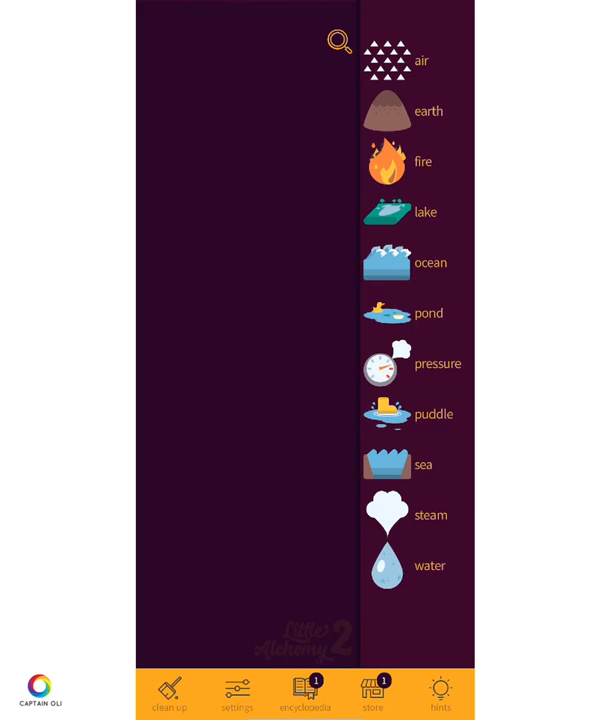 air
earth
fire
lake
ocean
pond
pressure
puddle
sea
steam
water
Little
Alchemy 2
1
1
clean up
settings
encyclopedia
store
hints
CAPTAIN OLI